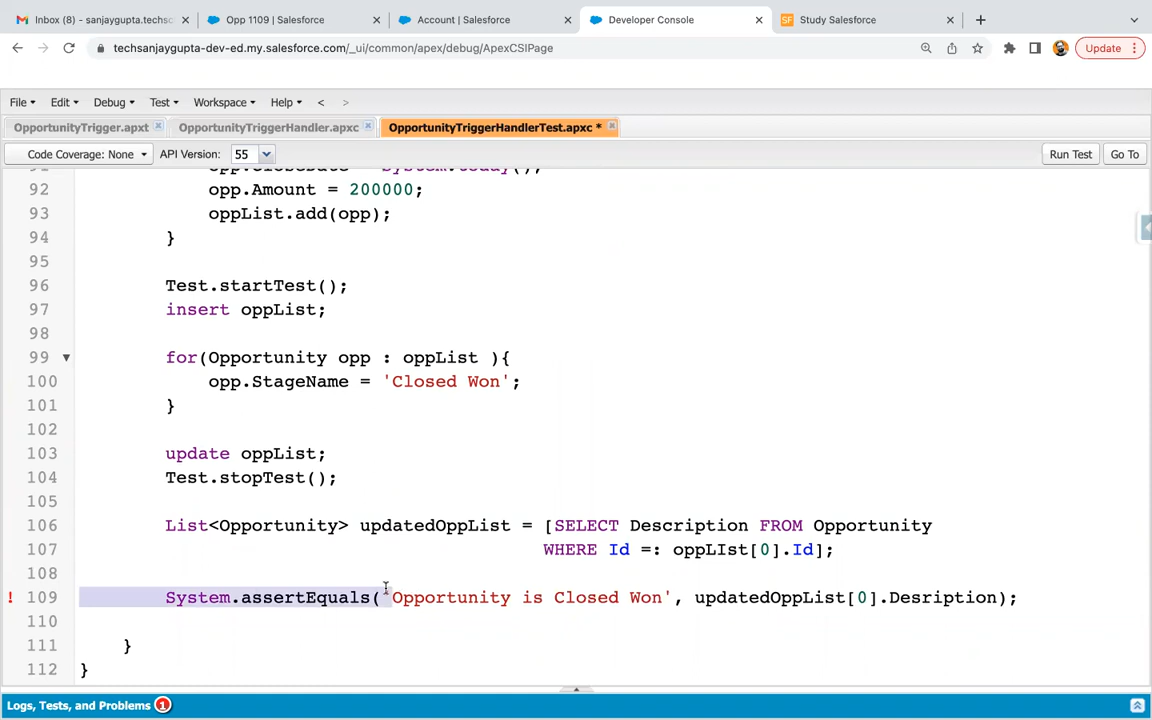 Inbox (3) - sanjaygupta.techsc
Opp 1109 | Salesforce
Account | Salesforce
Developer Console
Study Salesforce
techsanjaygupta-dev-ed.my.salesforce.com/_ui/common/apex/debug/ApexCSIPage
Update
File Edit Debug Test Workspace Help < >
OpportunityTrigger.apxt OpportunityTriggerHandler.apxc OpportunityTriggerHandlerTest.apxc *
Code Coverage: None API Version: 55 Run Test Go To
92 opp.Amount = 200000;
93 oppList.add(opp);
94 }
95
96 Test.startTest();
97 insert oppList;
98
99 for(Opportunity opp : oppList ){
100 opp.StageName = 'Closed Won';
101 }
102
103 update oppList;
104 Test.stopTest();
105
106 List<Opportunity> updatedOppList = [SELECT Description FROM Opportunity
107 WHERE Id =: oppLIst[0].Id];
108
! 109 System.assertEquals('Opportunity is Closed Won', updatedOppList[0].Desription);
110
111 }
112 }
Logs, Tests, and Problems 1